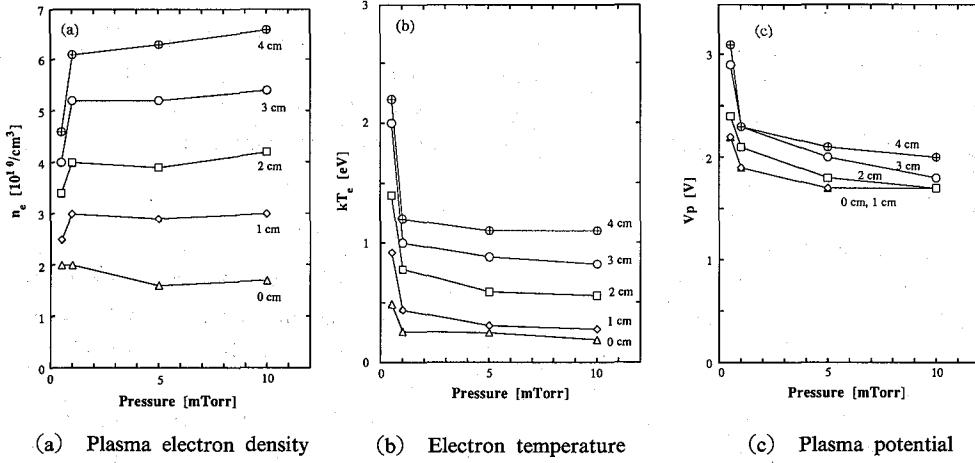 (a)
7
6
5
4
3
2
1
0
n_e [10^10/cm^3]
4 cm
3 cm
2 cm
1 cm
0 cm
0
5
10
Pressure [mTorr]
(a) Plasma electron density
(b)
3
2
1
0
kT_e [eV]
4 cm
3 cm
2 cm
1 cm
0 cm
0
5
10
Pressure [mTorr]
(b) Electron temperature
(c)
3
2
1
0
Vp [V]
4 cm
3 cm
2 cm
0 cm, 1 cm
0
5
10
Pressure [mTorr]
(c) Plasma potential